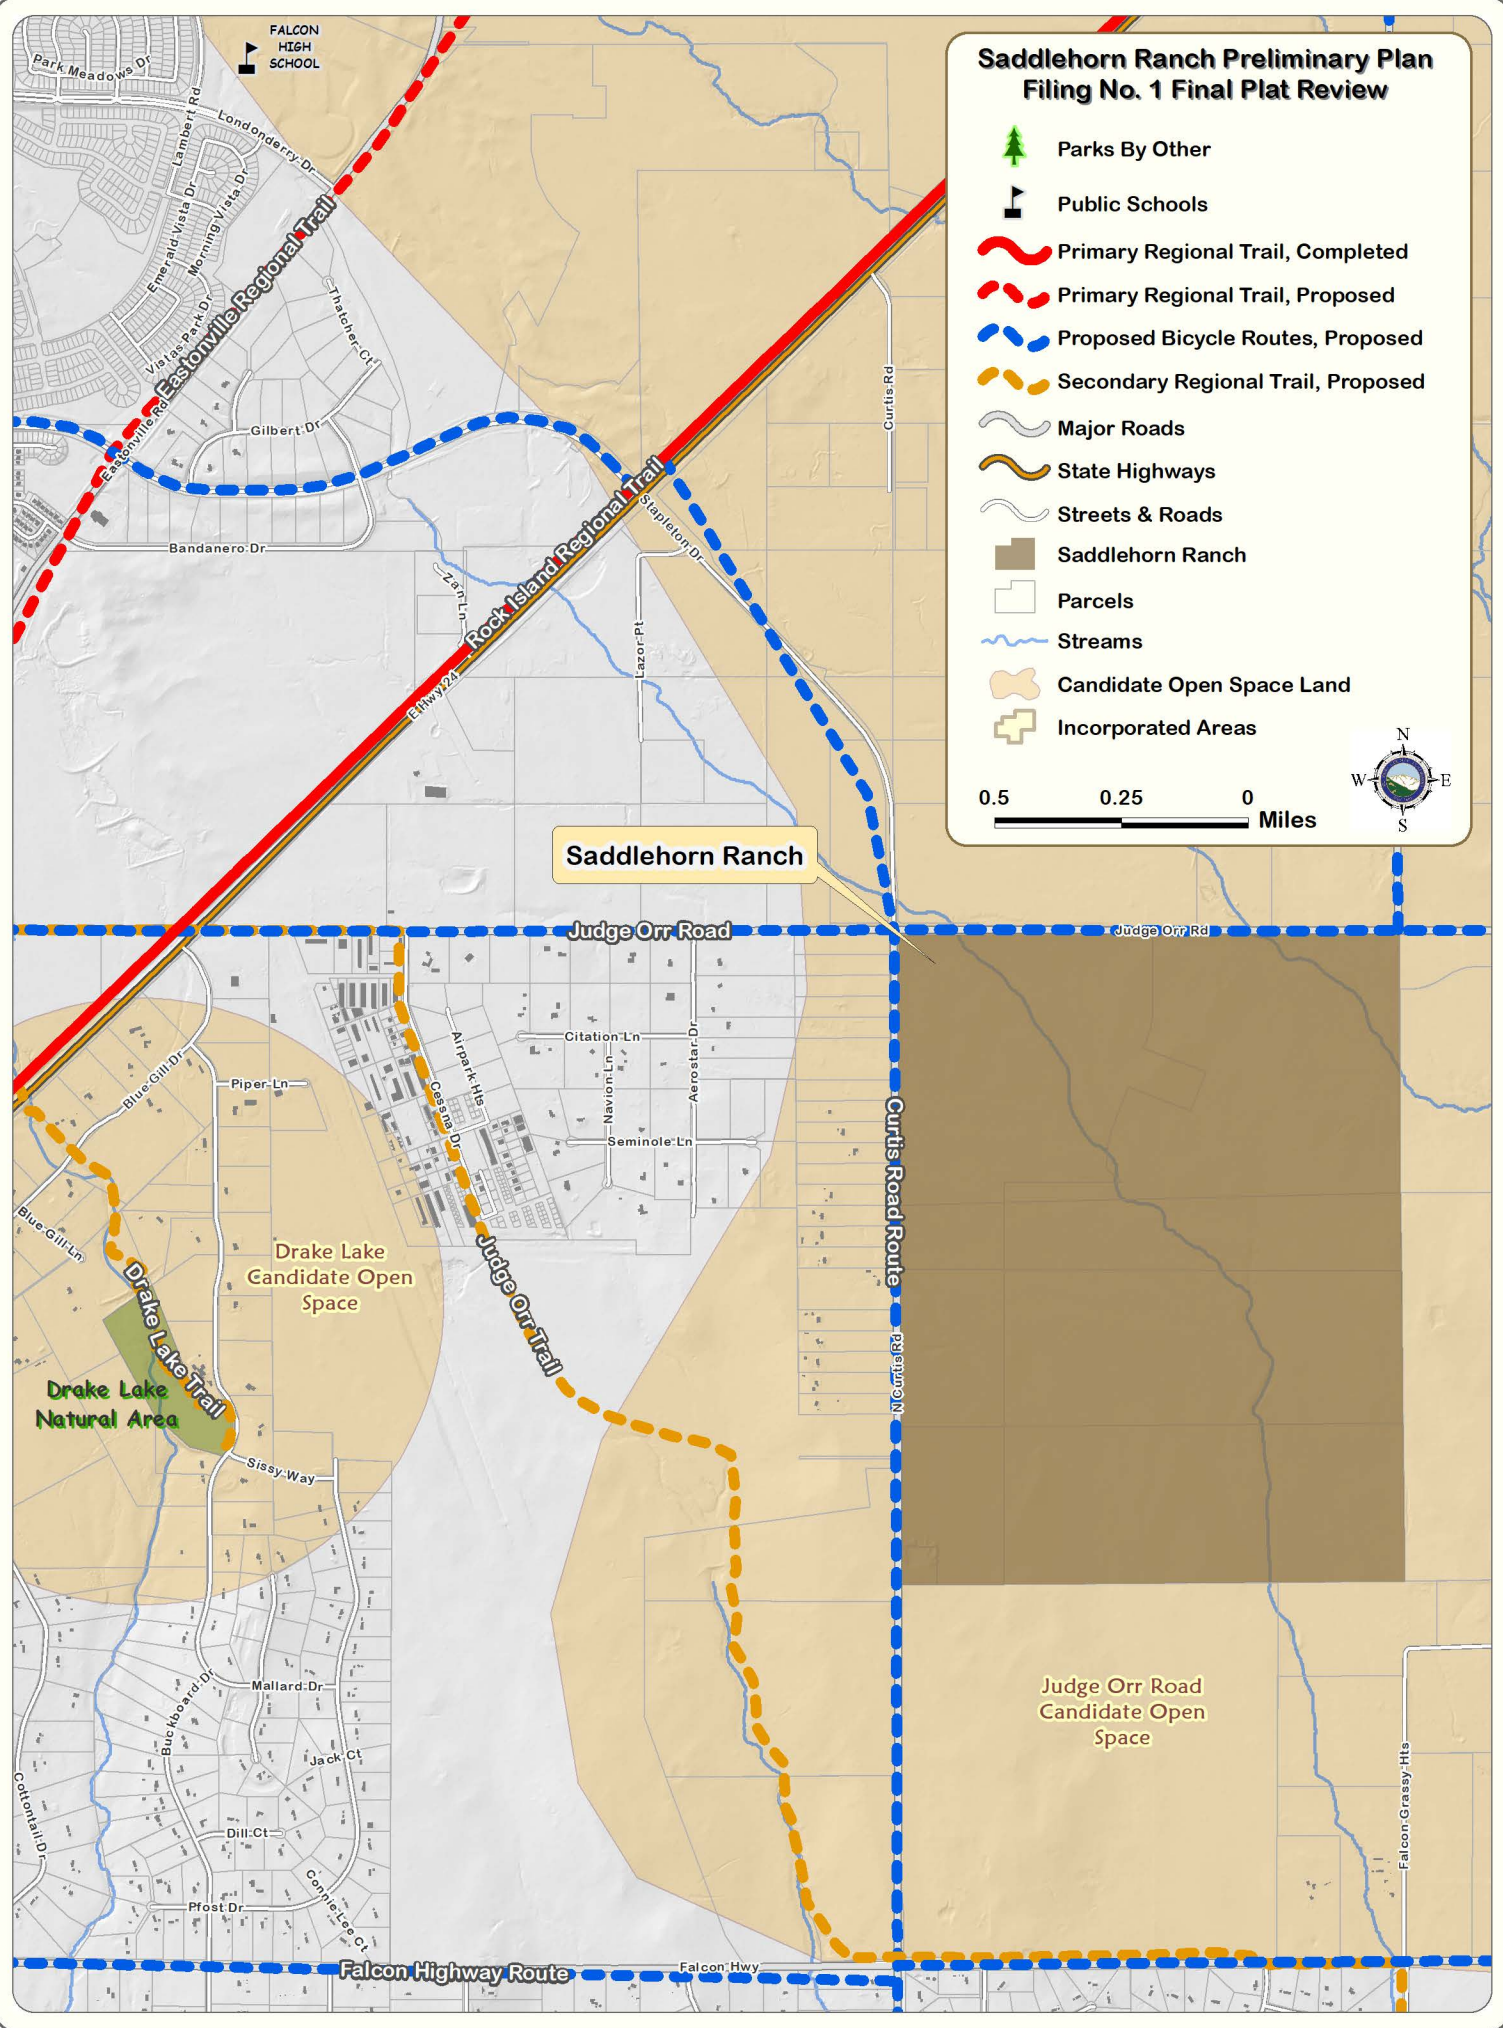 FALCON
HIGH
SCHOOL
Park Meadows Dr
Lambert Rd
Londonderry Dr
Emerald Vista Dr
Morning Vista Dr
Vistas Park Dr
Eastonville Regional Trail
Eastonville Rd
Thatcher Ct
Gilbert Dr
Bandanero Dr
Zan Ln
Rock Island Regional Trail
E Hwy 24
Stapleton Dr
Lazor Pt
Curtis Rd
Saddlehorn Ranch Preliminary Plan
Filing No. 1 Final Plat Review
Parks By Other
Public Schools
Primary Regional Trail, Completed
Primary Regional Trail, Proposed
Proposed Bicycle Routes, Proposed
Secondary Regional Trail, Proposed
Major Roads
State Highways
Streets & Roads
Saddlehorn Ranch
Parcels
Streams
Candidate Open Space Land
Incorporated Areas
N
W
E
S
0.5 0.25 0
Miles
Saddlehorn Ranch
Judge Orr Road
Judge Orr Rd
Citation Ln
Airpark Hts
Navion Ln
Aerostar Dr
Cessna Dr
Seminole Ln
Blue Gill Dr
Piper Ln
Blue Gill Ln
Curtis Road Route
N Curtis Rd
Drake Lake
Candidate Open
Space
Judge Orr Trail
Drake Lake Trail
Drake Lake
Natural Area
Sissy Way
Mallard Dr
Buckboard Dr
Jack Ct
Cottontail Dr
Dill Ct
Connie Lee Ct
Pfost Dr
Judge Orr Road
Candidate Open
Space
Falcon Grassy Hts
Falcon Highway Route
Falcon Hwy